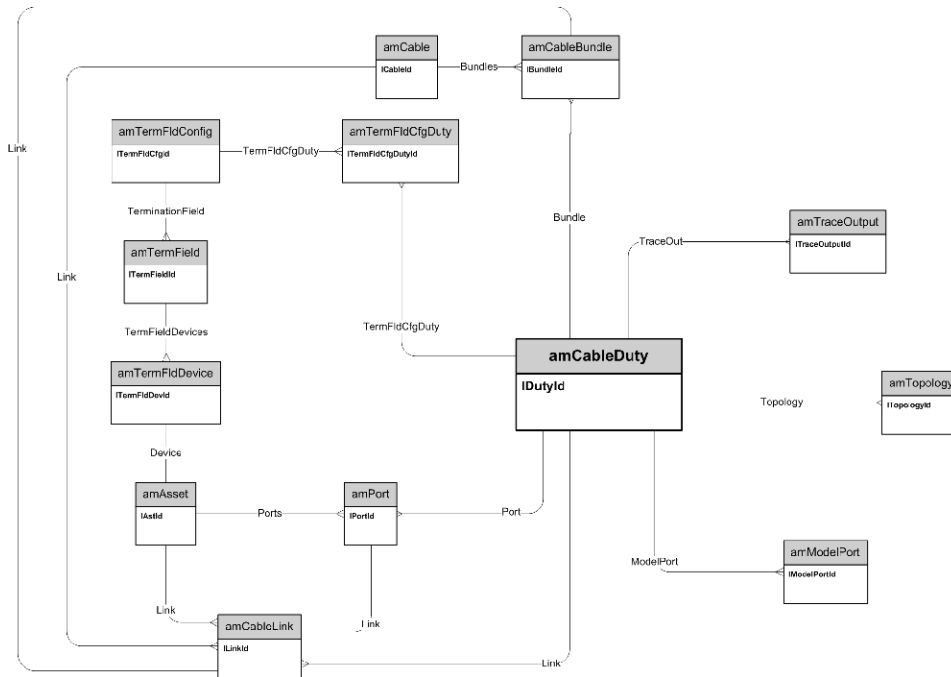 amCable
lCableId
Bundles
amCableBundle
lBundleId
Link
amTermFldConfig
lTermFldCfgId
TermFldCfgDuty
amTermFldCfgDuty
lTermFldCfgDutyId
TerminationField
Bundle
amTraceOutput
lTraceOutputId
TraceOut
amTermField
lTermFieldId
Link
TermFieldDevices
TermFldCfgDuty
amCableDuty
lDutyId
amTermFldDevice
lTermFldDevId
Topology
amTopology
lTopologyId
Device
amAsset
lAstId
Ports
amPort
lPortId
Port
ModelPort
amModelPort
lModelPortId
Link
Link
amCableLink
lLinkId
Link